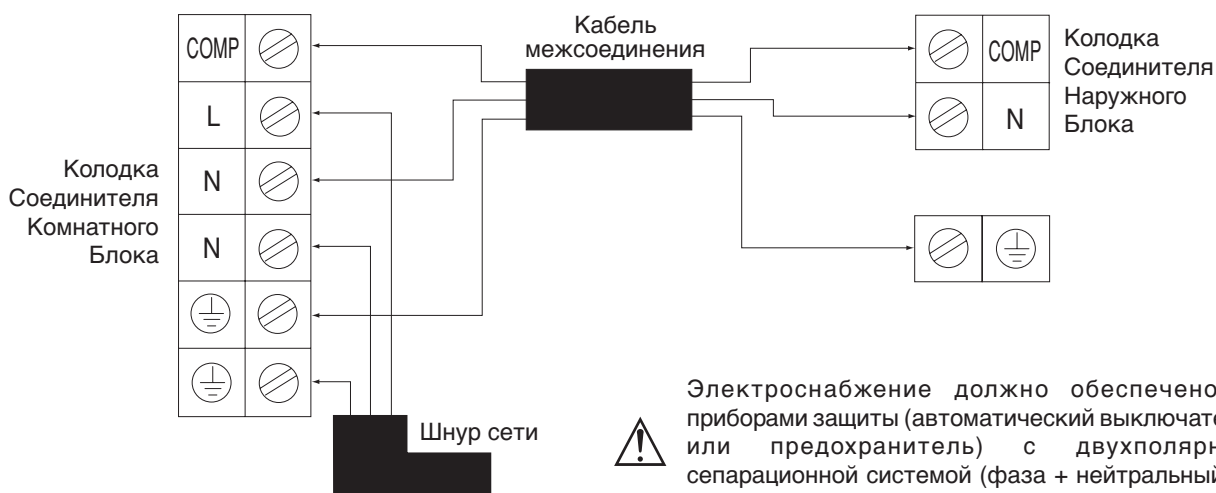 Кабель
межсоединения
COMP
L
N
N
Колодка
Соединителя
Комнатного
Блока
COMP
N
Колодка
Соединителя
Наружного
Блока
Шнур сети
Электроснабжение должно обеспечено
приборами защиты (автоматический выключате
или предохранитель) с двухполярн
сепарационной системой (фаза + нейтральный